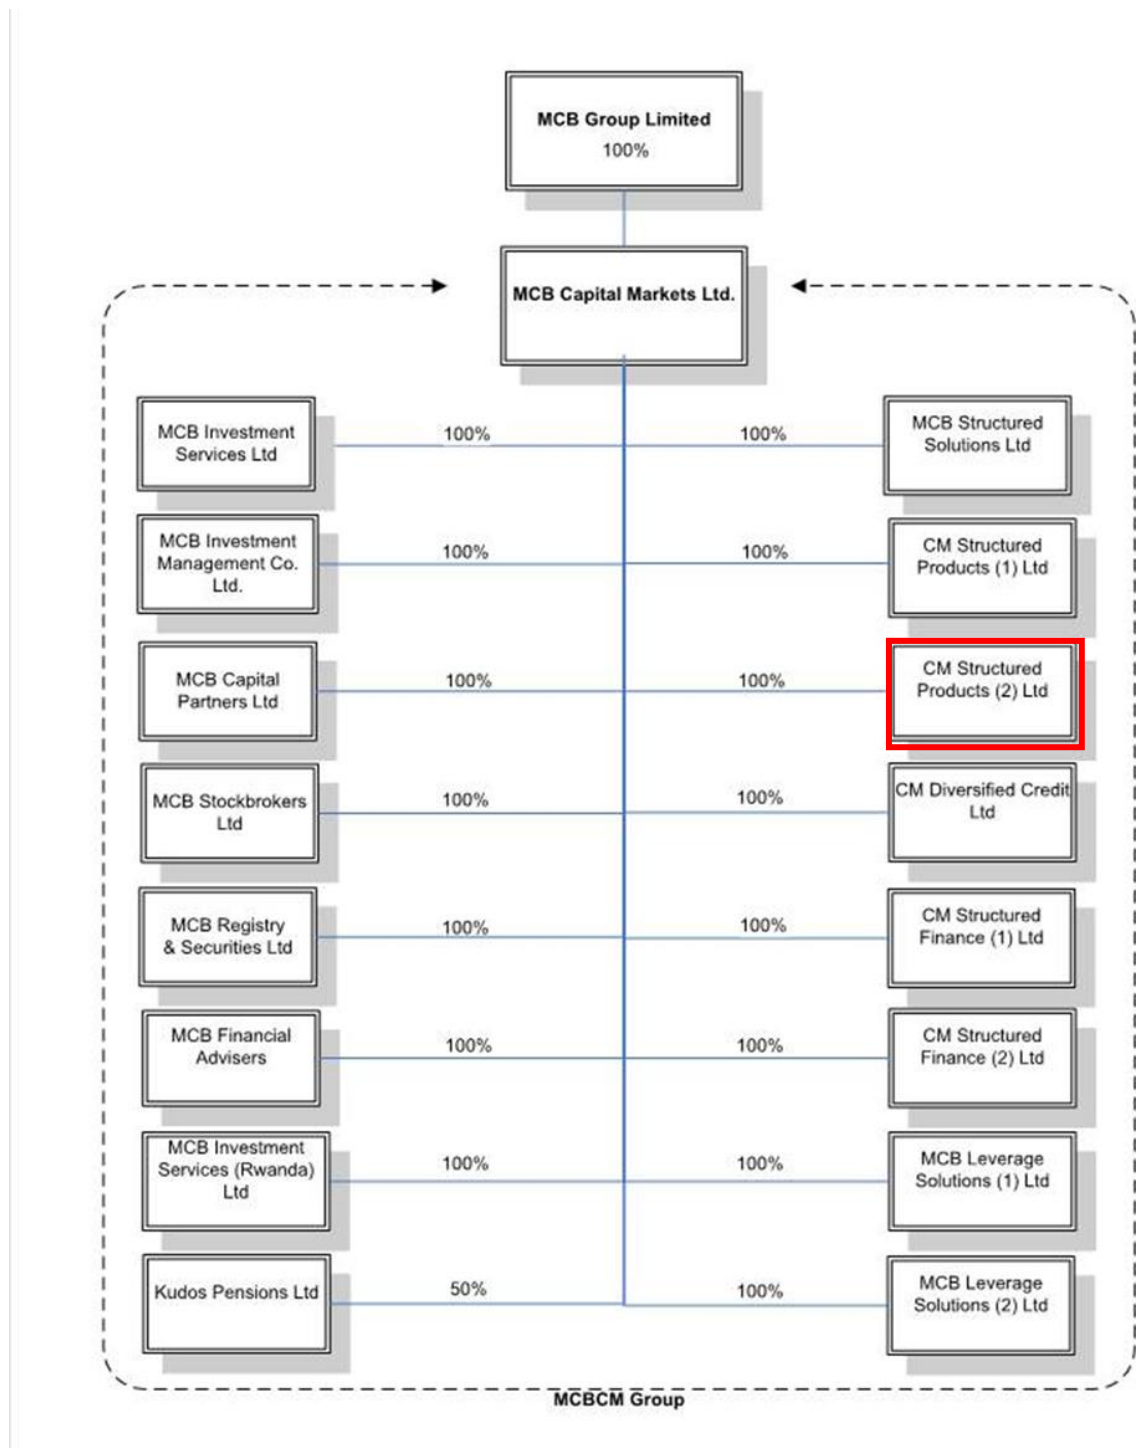 MCB Group Limited
100%
MCB Capital Markets Ltd.
MCB Investment
Services Ltd
100%
100%
MCB Structured
Solutions Ltd
MCB Investment
Management Co.
Ltd.
100%
100%
CM Structured
Products (1) Ltd
MCB Capital
Partners Ltd
100%
100%
CM Structured
Products (2) Ltd
MCB Stockbrokers
Ltd
100%
100%
CM Diversified Credit
Ltd
MCB Registry
& Securities Ltd
100%
100%
CM Structured
Finance (1) Ltd
MCB Financial
Advisers
100%
100%
CM Structured
Finance (2) Ltd
MCB Investment
Services (Rwanda)
Ltd
100%
100%
MCB Leverage
Solutions (1) Ltd
Kudos Pensions Ltd
50%
100%
MCB Leverage
Solutions (2) Ltd
MCBCM Group